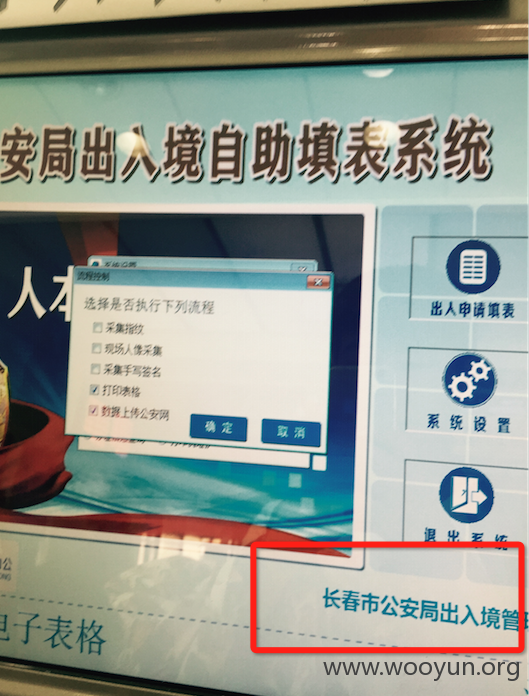 安局出入境自助填表系统
人本
流程控制
选择是否执行下列流程
采集指纹
现场人像采集
采集手写签名
打印表格
数据上传公安网
确定
取消
出入申请填表
系统设置
退出系统
长春市公安局出入境管
电子表格
www.wooyun.org